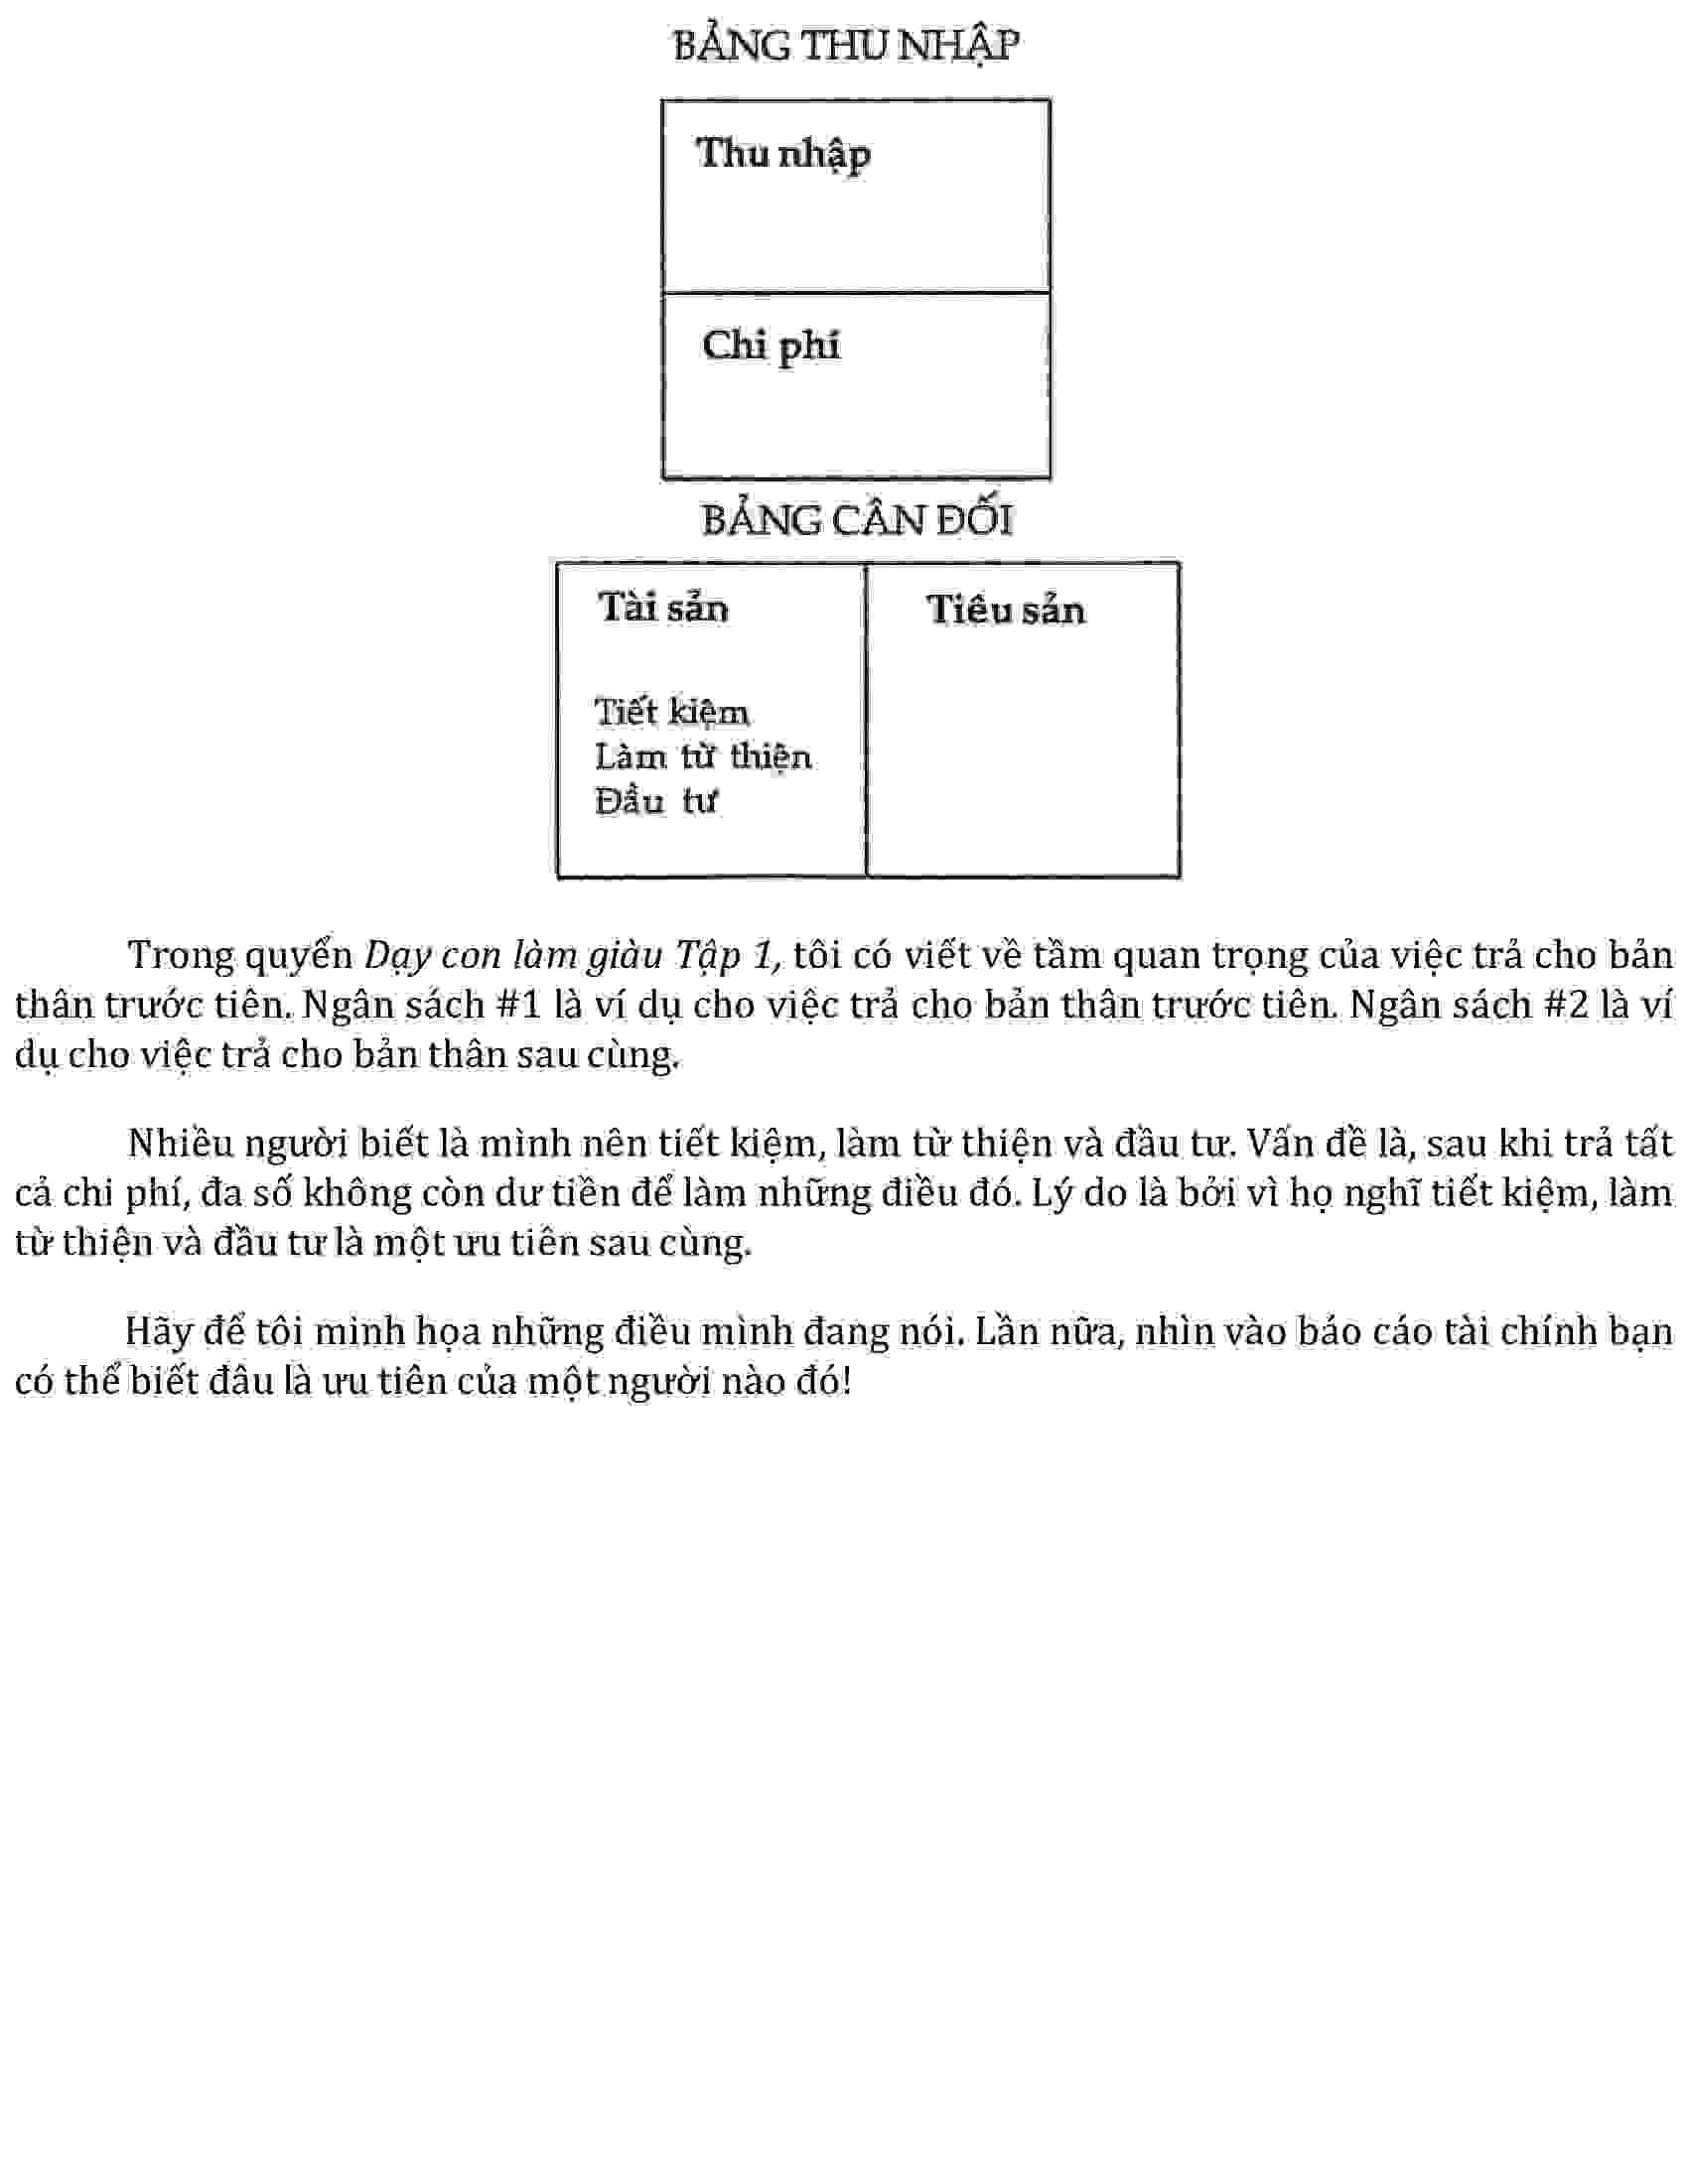 BẢNG THU NHẬP
Thu nhập
Chi phí
BẢNG CÂN ĐỐI
Tài sản
Tiêu sản
Tiết kiệm
Làm từ thiện
Đầu tư
Trong quyển Dạy con làm giàu Tập 1, tôi có viết về tầm quan trọng của việc trả cho bản
thân trước tiên. Ngân sách #1 là ví dụ cho việc trả cho bản thân trước tiên. Ngân sách #2 là ví
dụ cho việc trả cho bản thân sau cùng.
Nhiều người biết là mình nên tiết kiệm, làm từ thiện và đầu tư. Vấn đề là, sau khi trả tất
cả chi phí, đa số không còn dư tiền để làm những điều đó. Lý do là bởi vì họ nghĩ tiết kiệm, làm
từ thiện và đầu tư là một ưu tiên sau cùng.
Hãy để tôi minh họa những điều mình đang nói. Lần nữa, nhìn vào báo cáo tài chính bạn
có thể biết đâu là ưu tiên của một người nào đó!